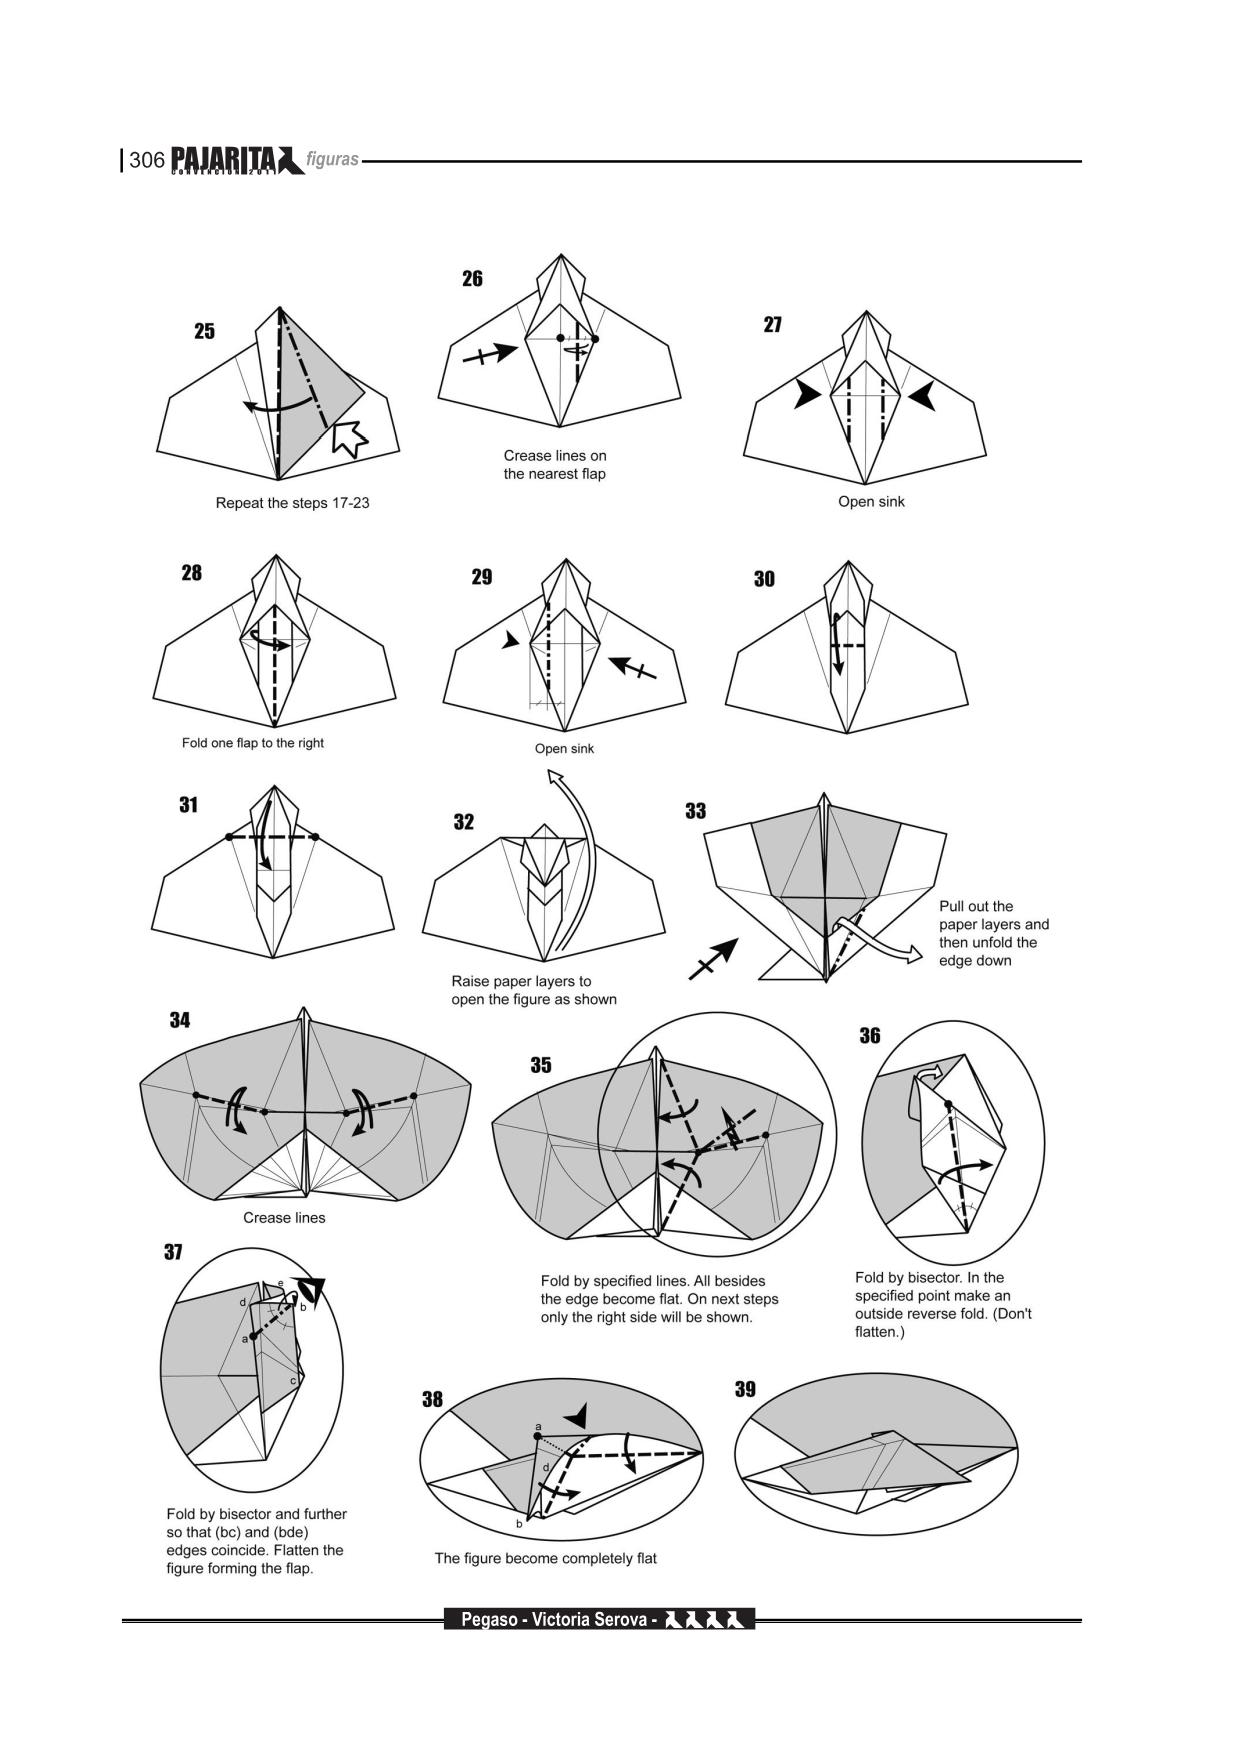 306 PAJARITA figuras
CONVENCIÓN 2011
25
Repeat the steps 17-23
26
Crease lines on
the nearest flap
27
Open sink
28
Fold one flap to the right
29
Open sink
30
31
32
Raise paper layers to
open the figure as shown
33
Pull out the
paper layers and
then unfold the
edge down
34
Crease lines
35
Fold by specified lines. All besides
the edge become flat. On next steps
only the right side will be shown.
36
Fold by bisector. In the
specified point make an
outside reverse fold. (Don't
flatten.)
37
e
d
b
a
c
Fold by bisector and further
so that (bc) and (bde)
edges coincide. Flatten the
figure forming the flap.
38
a
d
b
The figure become completely flat
39
Pegaso - Victoria Serova -